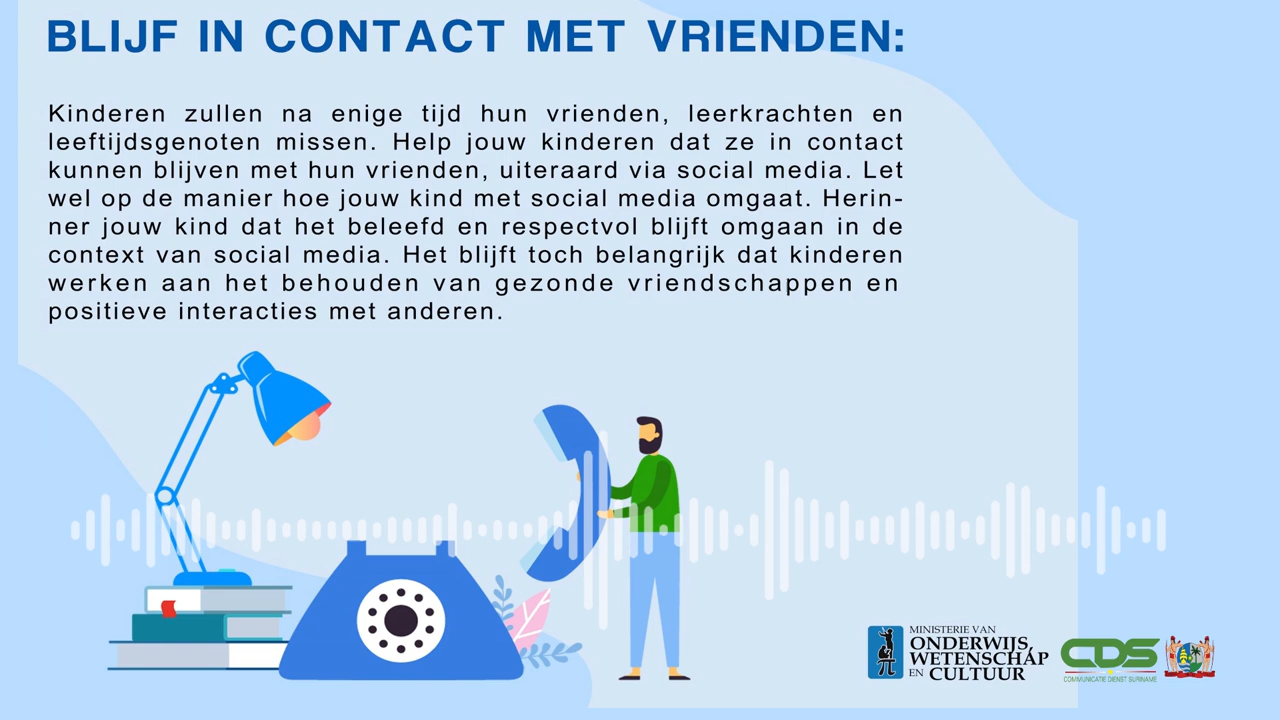 BLIJF IN CONTACT MET VRIENDEN:
Kinderen zullen na enige tijd hun vrienden, leerkrachten en
leeftijdsgenoten missen. Help jouw kinderen dat ze in contact
kunnen blijven met hun vrienden, uiteraard via social media. Let
wel op de manier hoe jouw kind met social media omgaat. Herin-
ner jouw kind dat het beleefd en respectvol blijft omgaan in de
context van social media. Het blijft toch belangrijk dat kinderen
werken aan het behouden van gezonde vriendschappen en
positieve interacties met anderen.
MINISTERIE VAN
ONDERWIJS,
WETENSCHAP
EN CULTUUR
CDS
COMMUNICATIE DIENST SURINAME